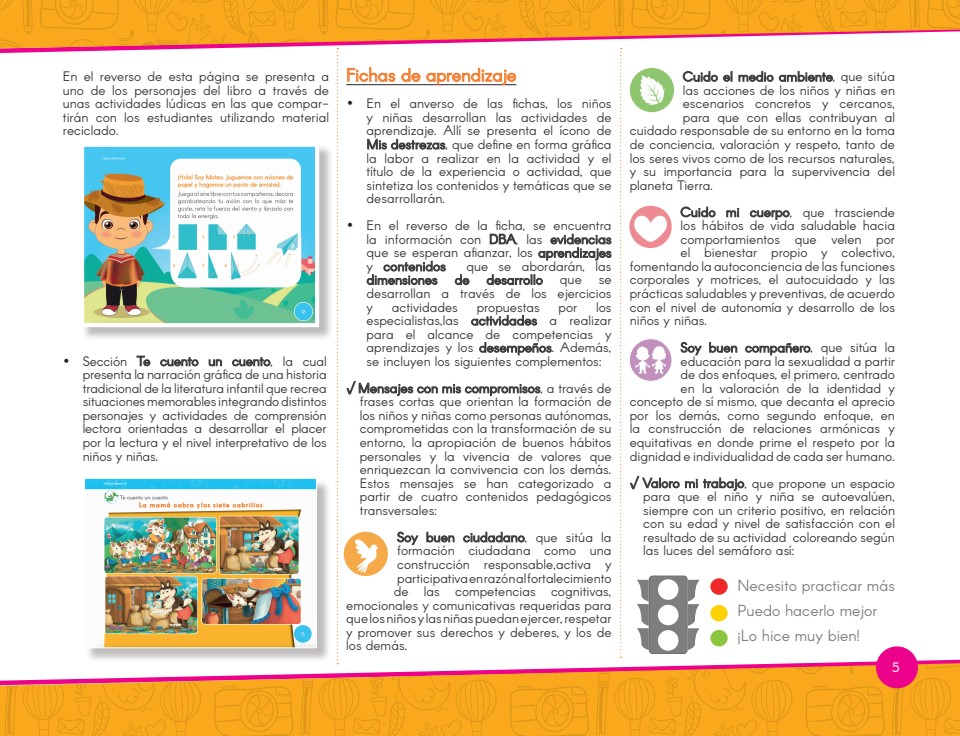 En el reverso de esta página se presenta a
uno de los personajes del libro a través de
unas actividades lúdicas en las que compar-
tirán con los estudiantes utilizando material
reciclado.
¡Hola! Soy Mateo. Juguemos con aviones de
papel y hagamos un pacto de amistad.
Juega al aire libre con tus compañeros, decora
garabateando tu avión con lo que más te
guste, reta la fuerza del viento y lánzalo con
toda la energía.
12
• Sección Te cuento un cuento, la cual
presenta la narración gráfica de una historia
tradicional de la literatura infantil que recrea
situaciones memorables integrando distintos
personajes y actividades de comprensión
lectora orientadas a desarrollar el placer
por la lectura y el nivel interpretativo de los
niños y niñas.
Te cuento un cuento
La mamá cabra y los siete cabritos
Fichas de aprendizaje
• En el anverso de las fichas, los niños
y niñas desarrollan las actividades de
aprendizaje. Allí se presenta el ícono de
Mis destrezas, que define en forma gráfica
la labor a realizar en la actividad y el
título de la experiencia o actividad, que
sintetiza los contenidos y temáticas que se
desarrollarán.
• En el reverso de la ficha, se encuentra
la información con DBA, las evidencias
que se esperan afianzar, los aprendizajes
y contenidos que se abordarán, las
dimensiones de desarrollo que se
desarrollan a través de los ejercicios
y actividades propuestas por los
especialistas,las actividades a realizar
para el alcance de competencias y
aprendizajes y los desempeños. Además,
se incluyen los siguientes complementos:
√ Mensajes con mis compromisos, a través de
frases cortas que orientan la formación de
los niños y niñas como personas autónomas,
comprometidas con la transformación de su
entorno, la apropiación de buenos hábitos
personales y la vivencia de valores que
enriquezcan la convivencia con los demás.
Estos mensajes se han categorizado a
partir de cuatro contenidos pedagógicos
transversales:
Soy buen ciudadano, que sitúa la
formación ciudadana como una
construcción responsable,activa y
participativa en razón al fortalecimiento
de las competencias cognitivas,
emocionales y comunicativas requeridas para
que los niños y las niñas puedan ejercer, respetar
y promover sus derechos y deberes, y los de
los demás.
Cuido el medio ambiente, que sitúa
las acciones de los niños y niñas en
escenarios concretos y cercanos,
para que con ellas contribuyan al
cuidado responsable de su entorno en la toma
de conciencia, valoración y respeto, tanto de
los seres vivos como de los recursos naturales,
y su importancia para la supervivencia del
planeta Tierra.
Cuido mi cuerpo, que trasciende
los hábitos de vida saludable hacia
comportamientos que velen por
el bienestar propio y colectivo,
fomentando la autoconciencia de las funciones
corporales y motrices, el autocuidado y las
prácticas saludables y preventivas, de acuerdo
con el nivel de autonomía y desarrollo de los
niños y niñas.
Soy buen compañero, que sitúa la
educación para la sexualidad a partir
de dos enfoques, el primero, centrado
en la valoración de la identidad y
concepto de sí mismo, que decanta el aprecio
por los demás, como segundo enfoque, en
la construcción de relaciones armónicas y
equitativas en donde prime el respeto por la
dignidad e individualidad de cada ser humano.
√ Valoro mi trabajo, que propone un espacio
para que el niño y niña se autoevalúen,
siempre con un criterio positivo, en relación
con su edad y nivel de satisfacción con el
resultado de su actividad coloreando según
las luces del semáforo así:
Necesito practicar más
Puedo hacerlo mejor
¡Lo hice muy bien!
5